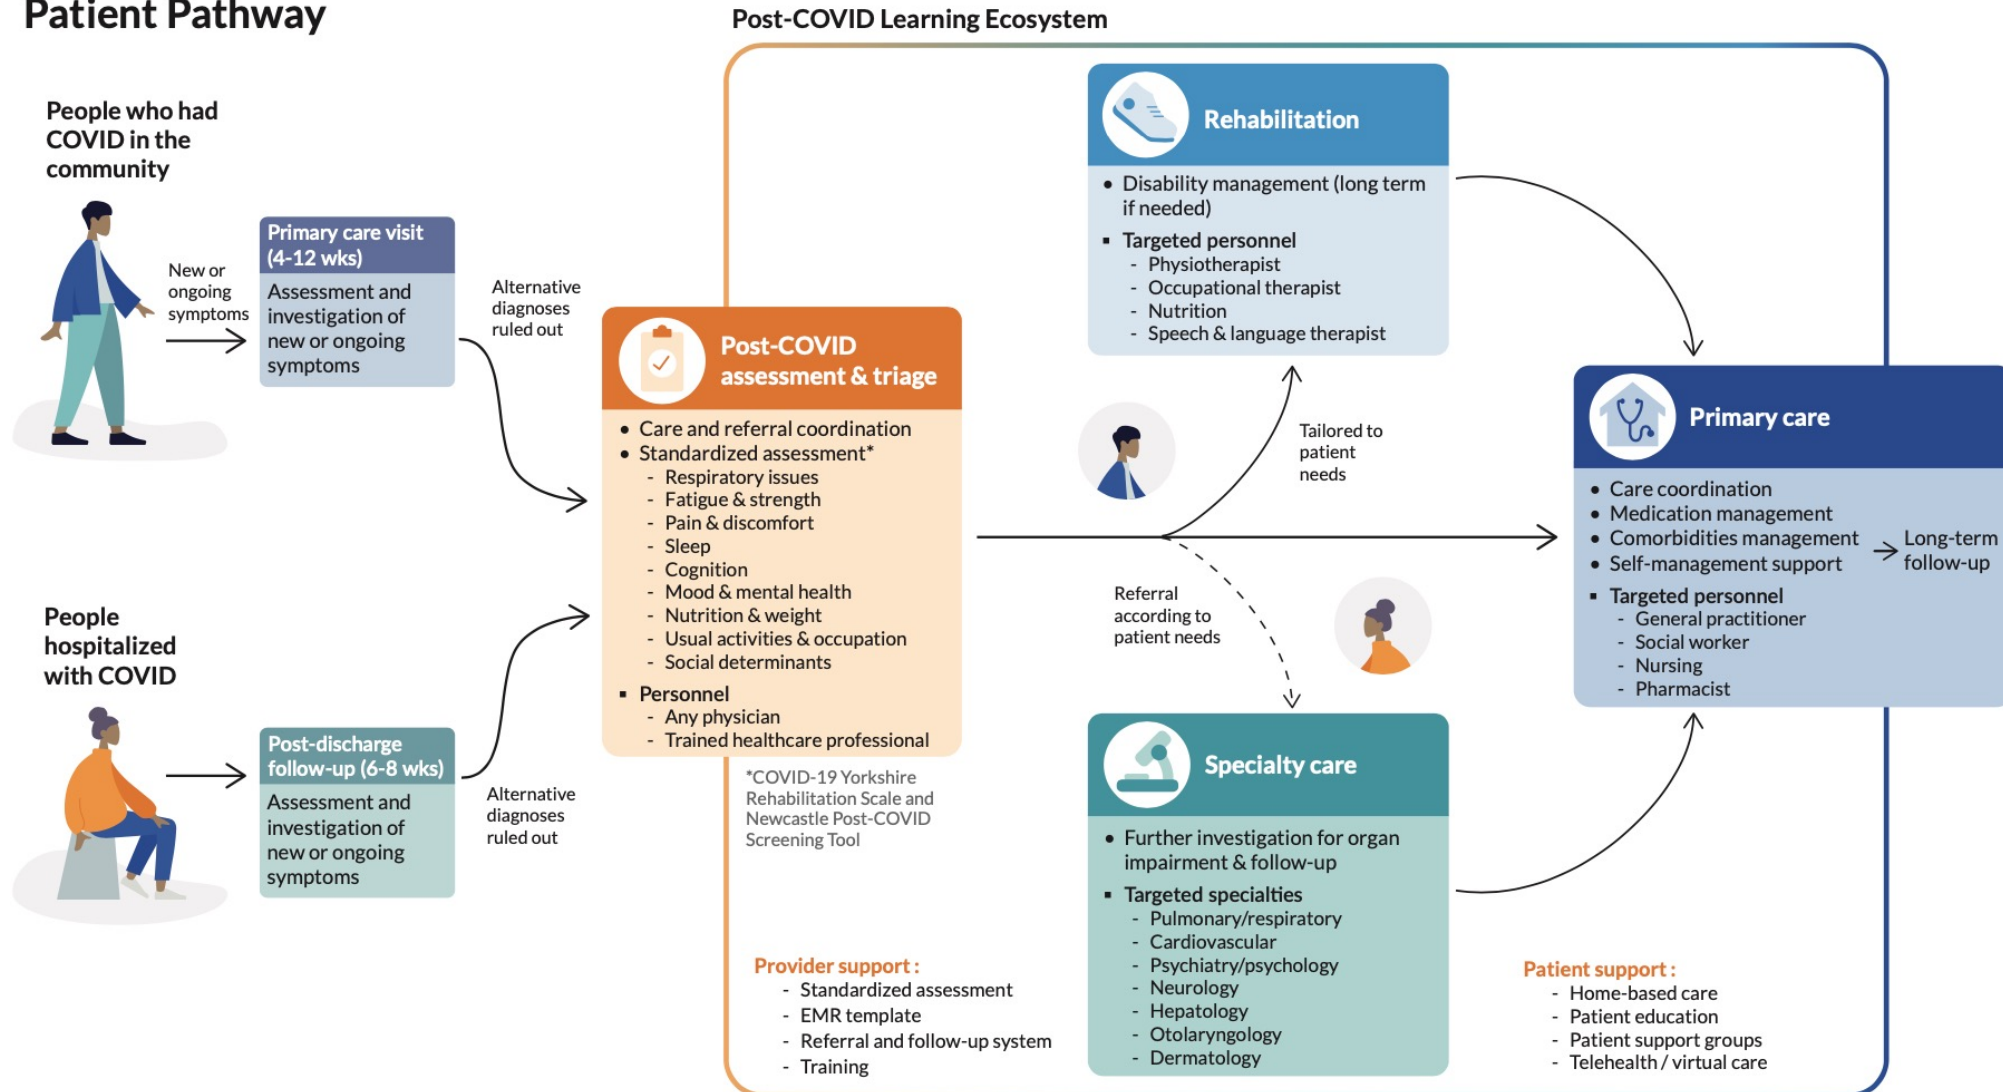 Patient Pathway
Post-COVID Learning Ecosystem
People who had
COVID in the
community
New or
ongoing
symptoms
Primary care visit
(4-12 wks)
Assessment and
investigation of
new or ongoing
symptoms
Alternative
diagnoses
ruled out
People
hospitalized
with COVID
Post-discharge
follow-up (6-8 wks)
Assessment and
investigation of
new or ongoing
symptoms
Alternative
diagnoses
ruled out
Post-COVID
assessment & triage
• Care and referral coordination
• Standardized assessment*
- Respiratory issues
- Fatigue & strength
- Pain & discomfort
- Sleep
- Cognition
- Mood & mental health
- Nutrition & weight
- Usual activities & occupation
- Social determinants
▪ Personnel
- Any physician
- Trained healthcare professional
*COVID-19 Yorkshire
Rehabilitation Scale and
Newcastle Post-COVID
Screening Tool
Rehabilitation
• Disability management (long term
if needed)
▪ Targeted personnel
- Physiotherapist
- Occupational therapist
- Nutrition
- Speech & language therapist
Tailored to
patient
needs
Referral
according to
patient needs
Specialty care
• Further investigation for organ
impairment & follow-up
▪ Targeted specialties
- Pulmonary/respiratory
- Cardiovascular
- Psychiatry/psychology
- Neurology
- Hepatology
- Otolaryngology
- Dermatology
Primary care
• Care coordination
• Medication management
• Comorbidities management
• Self-management support
▪ Targeted personnel
- General practitioner
- Social worker
- Nursing
- Pharmacist
Long-term
follow-up
Provider support :
- Standardized assessment
- EMR template
- Referral and follow-up system
- Training
Patient support :
- Home-based care
- Patient education
- Patient support groups
- Telehealth / virtual care